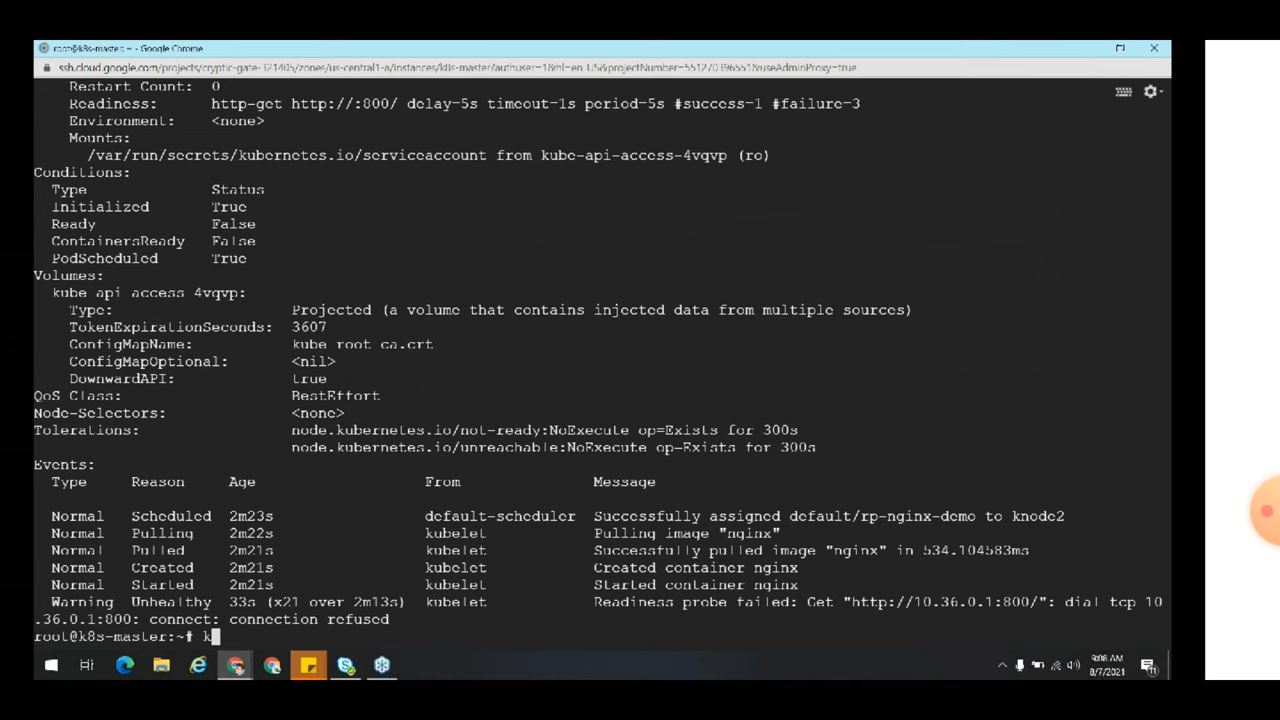 root@k8s-master: ~ - Google Chrome
ssh.cloud.google.com/projects/cryptic-gate-321405/zones/us-central1-a/instances/k8s-master?authuser=1&hl=en_US&projectNumber=551270396551&useAdminProxy=true
Restart Count: 0
Readiness: http-get http://:800/ delay=5s timeout=1s period=5s #success=1 #failure=3
Environment: <none>
Mounts:
/var/run/secrets/kubernetes.io/serviceaccount from kube-api-access-4vqvp (ro)
Conditions:
Type Status
Initialized True
Ready False
ContainersReady False
PodScheduled True
Volumes:
kube-api-access-4vqvp:
Type: Projected (a volume that contains injected data from multiple sources)
TokenExpirationSeconds: 3607
ConfigMapName: kube-root-ca.crt
ConfigMapOptional: <nil>
DownwardAPI: true
QoS Class: BestEffort
Node-Selectors: <none>
Tolerations: node.kubernetes.io/not-ready:NoExecute op=Exists for 300s
node.kubernetes.io/unreachable:NoExecute op=Exists for 300s
Events:
Type Reason Age From Message
Normal Scheduled 2m23s default-scheduler Successfully assigned default/rp-nginx-demo to knode2
Normal Pulling 2m22s kubelet Pulling image "nginx"
Normal Pulled 2m21s kubelet Successfully pulled image "nginx" in 534.104583ms
Normal Created 2m21s kubelet Created container nginx
Normal Started 2m21s kubelet Started container nginx
Warning Unhealthy 33s (x21 over 2m13s) kubelet Readiness probe failed: Get "http://10.36.0.1:800/": dial tcp 10
.36.0.1:800: connect: connection refused
root@k8s-master:~# k
9:08 AM
8/7/2021
11